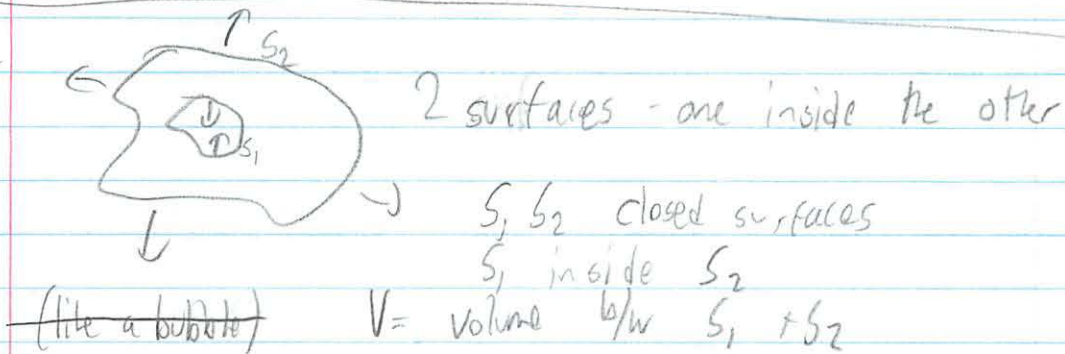 S₂
2 surfaces - one inside the other
S₁
S₁ S₂ closed surfaces
S₁ inside S₂
(like a bubble) V = volume b/w S₁ + S₂